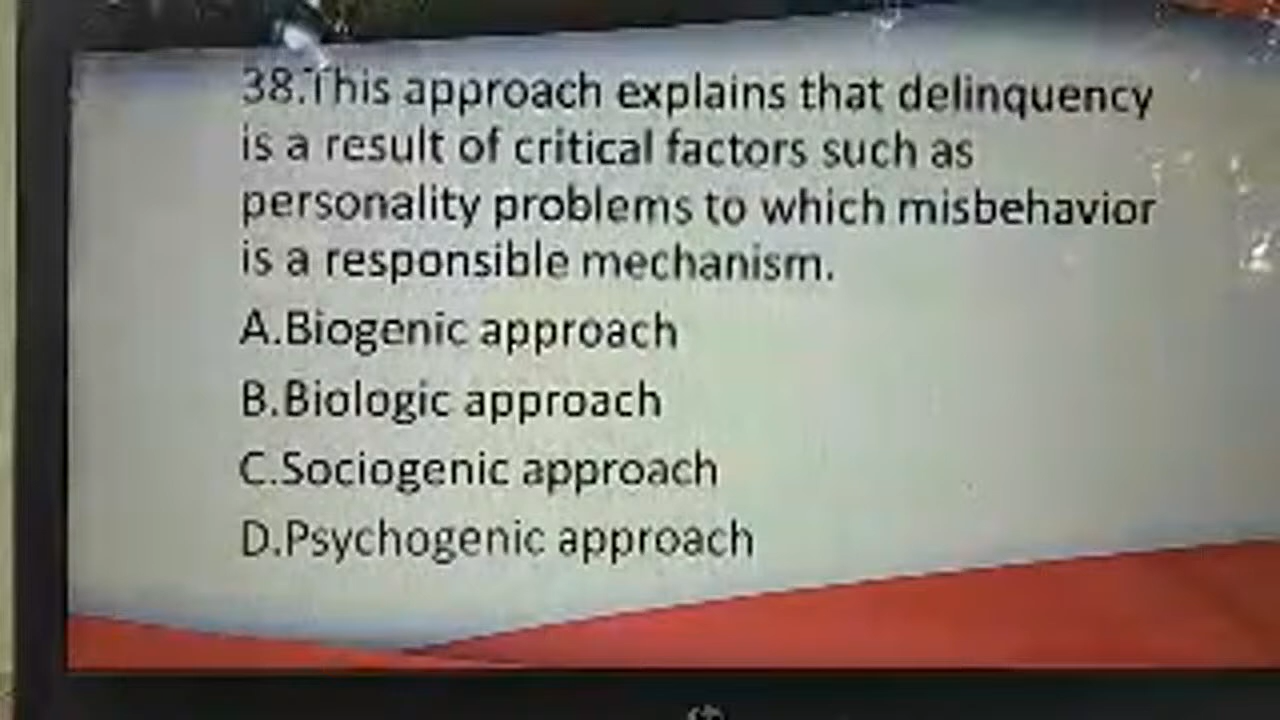 38.This approach explains that delinquency
is a result of critical factors such as
personality problems to which misbehavior
is a responsible mechanism.
A.Biogenic approach
B.Biologic approach
C.Sociogenic approach
D.Psychogenic approach